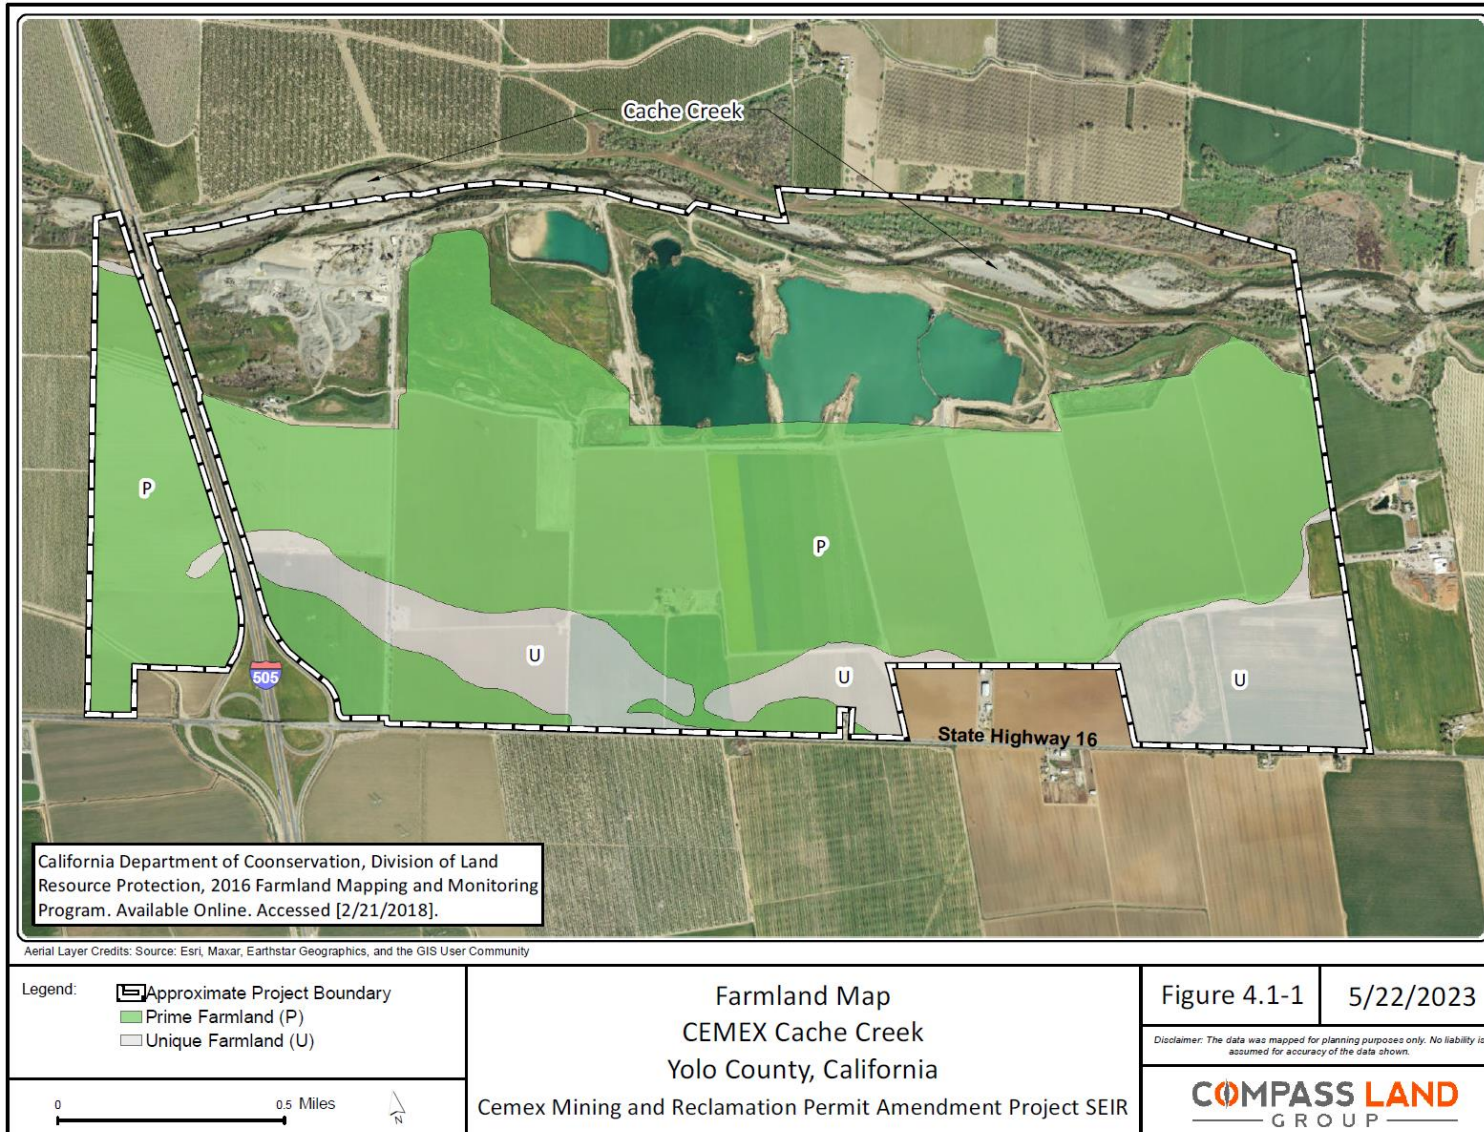 Cache Creek
P
P
U
U
U
505
State Highway 16
California Department of Coonservation, Division of Land
Resource Protection, 2016 Farmland Mapping and Monitoring
Program. Available Online. Accessed [2/21/2018].
Aerial Layer Credits: Source: Esri, Maxar, Earthstar Geographics, and the GIS User Community
Legend:
Approximate Project Boundary
Prime Farmland (P)
Unique Farmland (U)
0 0.5 Miles
N
Farmland Map
CEMEX Cache Creek
Yolo County, California
Cemex Mining and Reclamation Permit Amendment Project SEIR
Figure 4.1-1
5/22/2023
Disclaimer: The data was mapped for planning purposes only. No liability is
assumed for accuracy of the data shown.
COMPASS LAND
GROUP